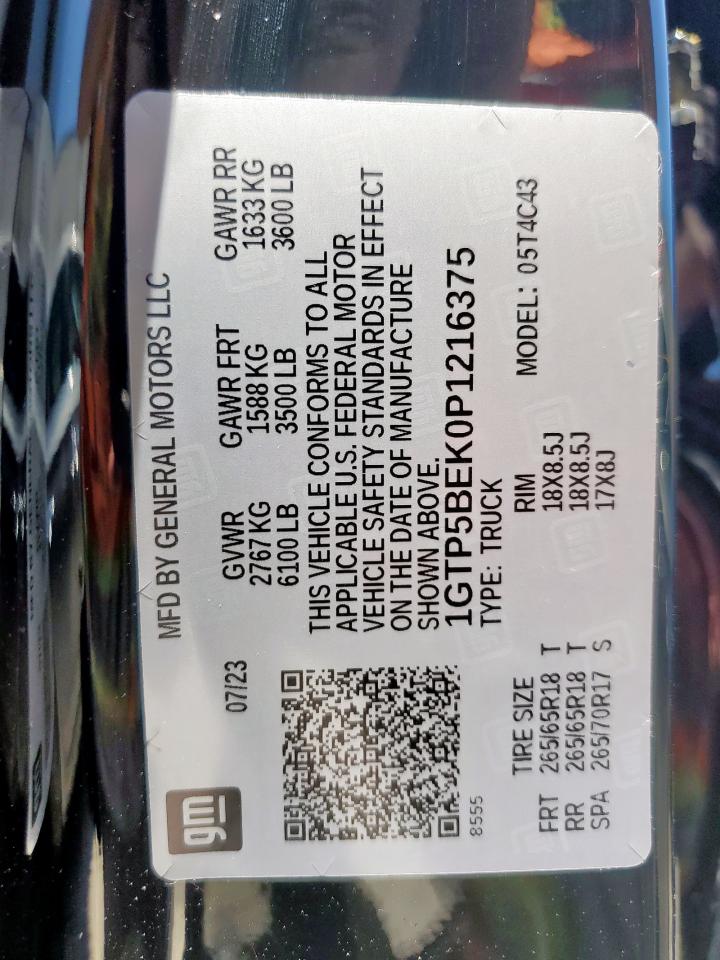 gm
MFD BY GENERAL MOTORS LLC
07/23
GVWR GAWR FRT GAWR RR
2767 KG 1588 KG 1633 KG
6100 LB 3500 LB 3600 LB
THIS VEHICLE CONFORMS TO ALL
APPLICABLE U.S. FEDERAL MOTOR
VEHICLE SAFETY STANDARDS IN EFFECT
ON THE DATE OF MANUFACTURE
SHOWN ABOVE.
1GTP5BEK0P1216375
8555
TYPE: TRUCK
TIRE SIZE RIM MODEL: 05T4C43
FRT 265/65R18 T 18X8.5J
RR 265/65R18 T 18X8.5J
SPA 265/70R17 S 17X8J